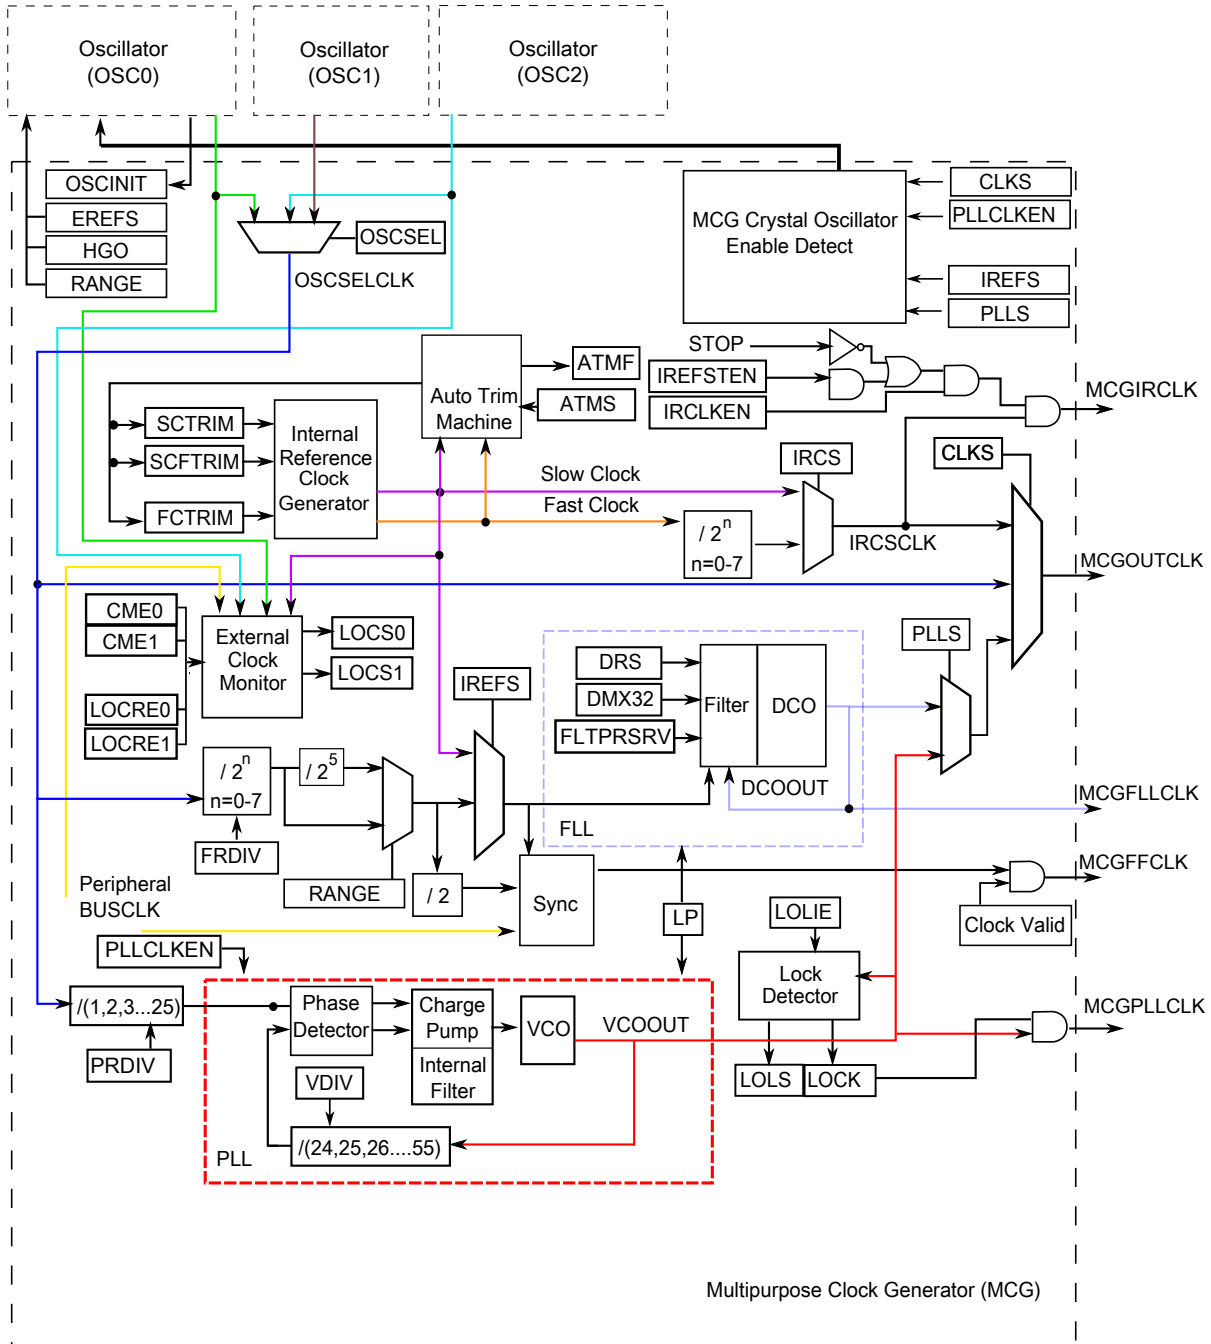 Oscillator
(OSC0)
Oscillator
(OSC1)
Oscillator
(OSC2)
OSCINIT
EREFS
HGO
RANGE
OSCSEL
OSCSELCLK
MCG Crystal Oscillator
Enable Detect
CLKS
PLLCLKEN
IREFS
PLLS
STOP
IREFSTEN
IRCLKEN
MCGIRCLK
Auto Trim
Machine
ATMF
ATMS
SCTRIM
SCFTRIM
FCTRIM
Internal
Reference
Clock
Generator
Slow Clock
Fast Clock
IRCS
CLKS
/ 2n
n=0-7
IRCSCLK
MCGOUTCLK
CME0
CME1
LOCRE0
LOCRE1
External
Clock
Monitor
LOCS0
LOCS1
IREFS
DRS
DMX32
FLTPRSRV
Filter
DCO
PLLS
DCOOUT
FLL
MCGFLLCLK
/ 2n
n=0-7
/ 25
FRDIV
RANGE
/ 2
Sync
MCGFFCLK
Clock Valid
Peripheral
BUSCLK
LP
LOLIE
PLLCLKEN
/(1,2,3...25)
PRDIV
Phase
Detector
Charge
Pump
Internal
Filter
VCO
VCOOUT
Lock
Detector
LOLS
LOCK
MCGPLLCLK
VDIV
/(24,25,26....55)
PLL
Multipurpose Clock Generator (MCG)